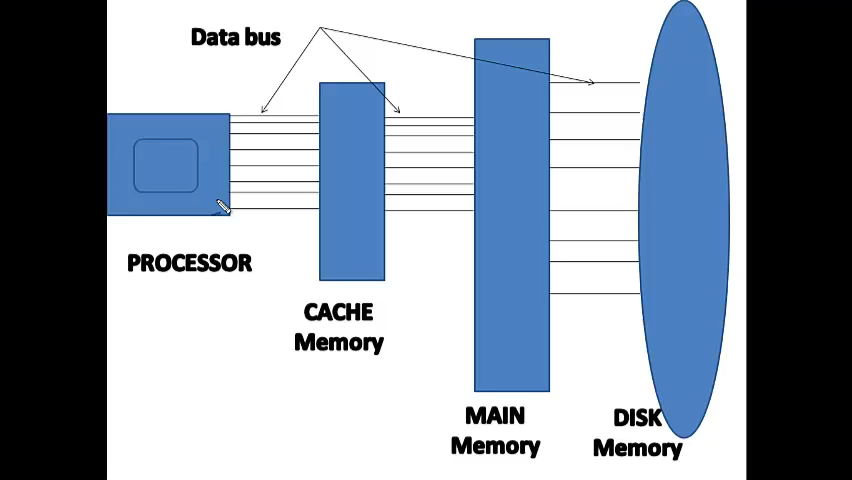 Data bus
PROCESSOR
CACHE
Memory
MAIN
Memory
DISK
Memory